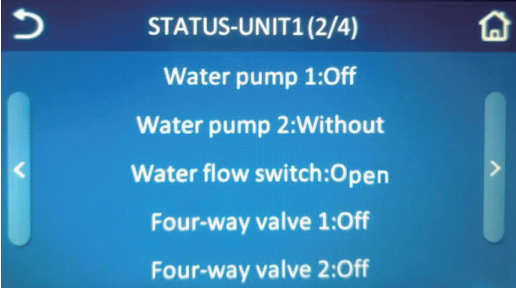 STATUS-UNIT1(2/4)
Water pump 1:Off
Water pump 2:Without
Water flow switch:Open
Four-way valve 1:Off
Four-way valve 2:Off